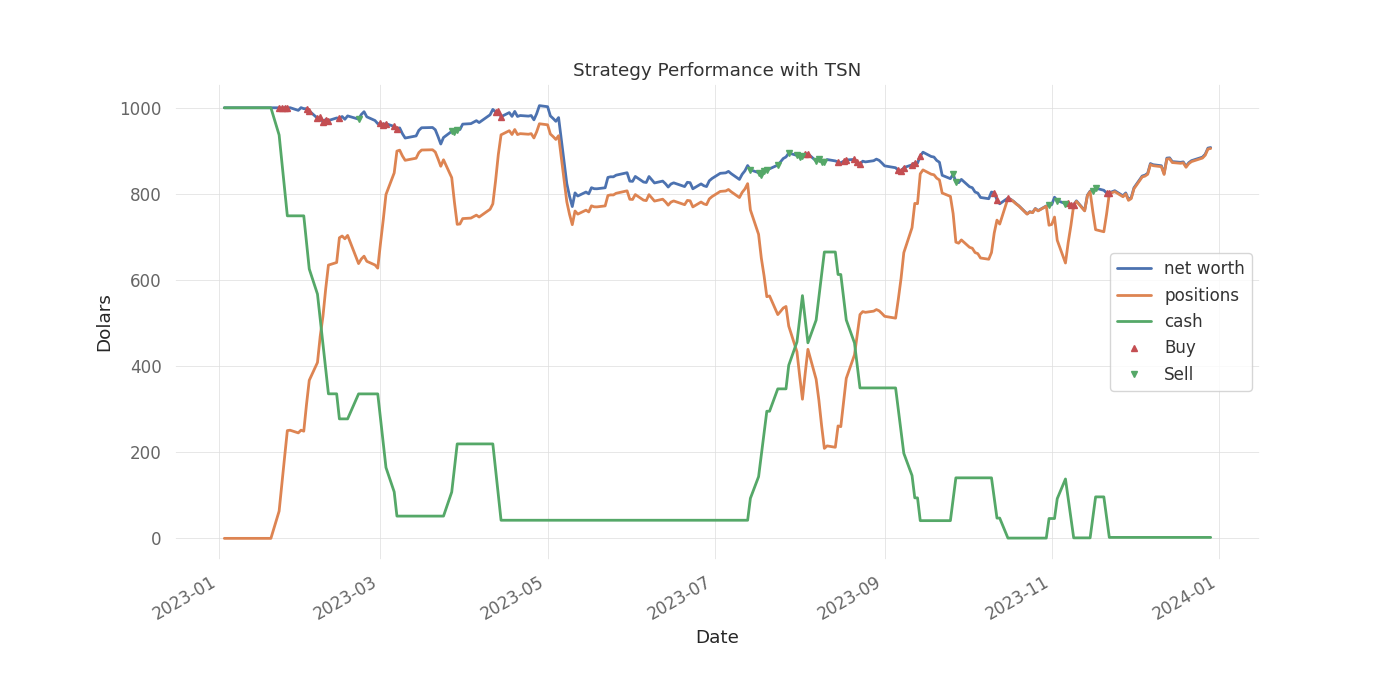 Strategy Performance with TSN
1000
800
600
400
200
0
Dolars
net worth
positions
cash
Buy
Sell
2023-01
2023-03
2023-05
2023-07
2023-09
2023-11
2024-01
Date